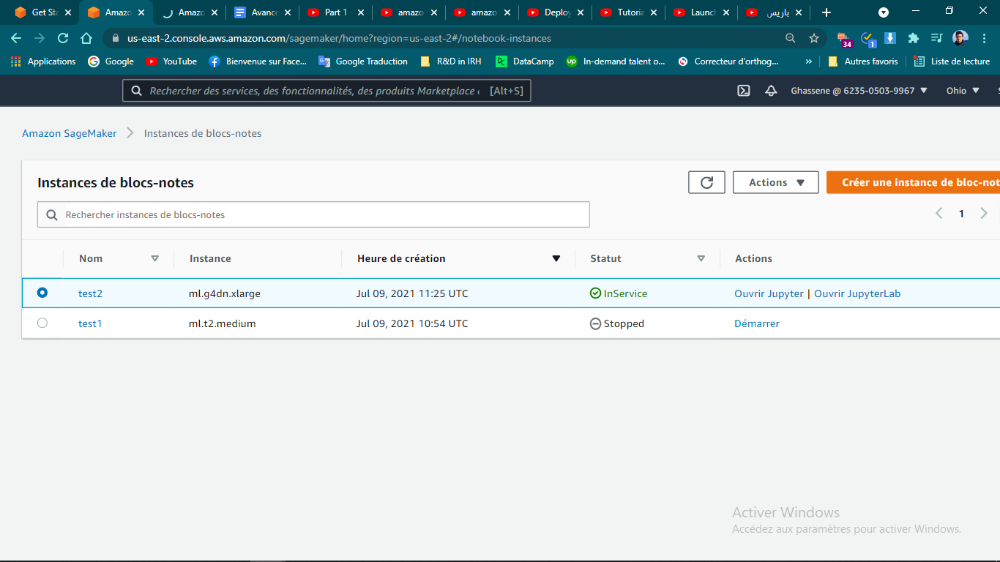 Get Sta
Amazo
Amazo
Avance
Part 1
amazo
amazo
Deploy
Tutoria
Launch
باريس
us-east-2.console.aws.amazon.com/sagemaker/home?region=us-east-2#/notebook-instances
34
1
Applications
Google
YouTube
Bienvenue sur Face...
Google Traduction
R&D in IRH
DataCamp
In-demand talent o...
Correcteur d'orthog...
»
Autres favoris
Liste de lecture
Rechercher des services, des fonctionnalités, des produits Marketplace [Alt+S]
Ghassene @ 6235-0503-9967
Ohio
Amazon SageMaker
Instances de blocs-notes
Instances de blocs-notes
Actions
Créer une instance de bloc-not
Rechercher instances de blocs-notes
1
Nom Instance Heure de création Statut Actions
test2 ml.g4dn.xlarge Jul 09, 2021 11:25 UTC InService Ouvrir Jupyter | Ouvrir JupyterLab
test1 ml.t2.medium Jul 09, 2021 10:54 UTC Stopped Démarrer
Activer Windows
Accédez aux paramètres pour activer Windows.